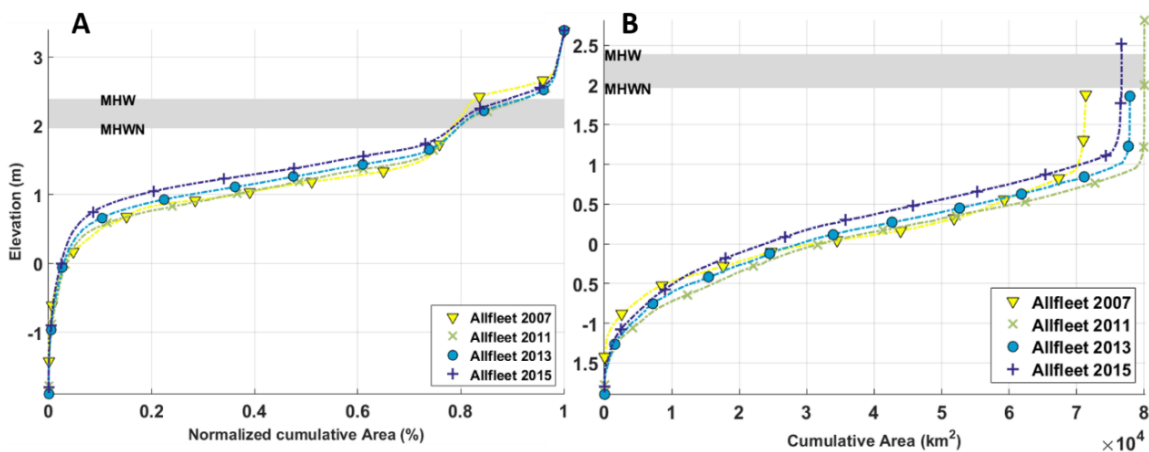 A
Elevation (m)
3
2
1
0
-1
MHW
MHWN
Allfleet 2007
Allfleet 2011
Allfleet 2013
Allfleet 2015
0
0.2
0.4
0.6
0.8
1
Normalized cumulative Area (%)
B
2.5
2
1.5
1
0.5
0
0.5
-1
1.5
MHW
MHWN
Allfleet 2007
Allfleet 2011
Allfleet 2013
Allfleet 2015
0
1
2
3
4
5
6
7
8
Cumulative Area (km²)
×10⁴